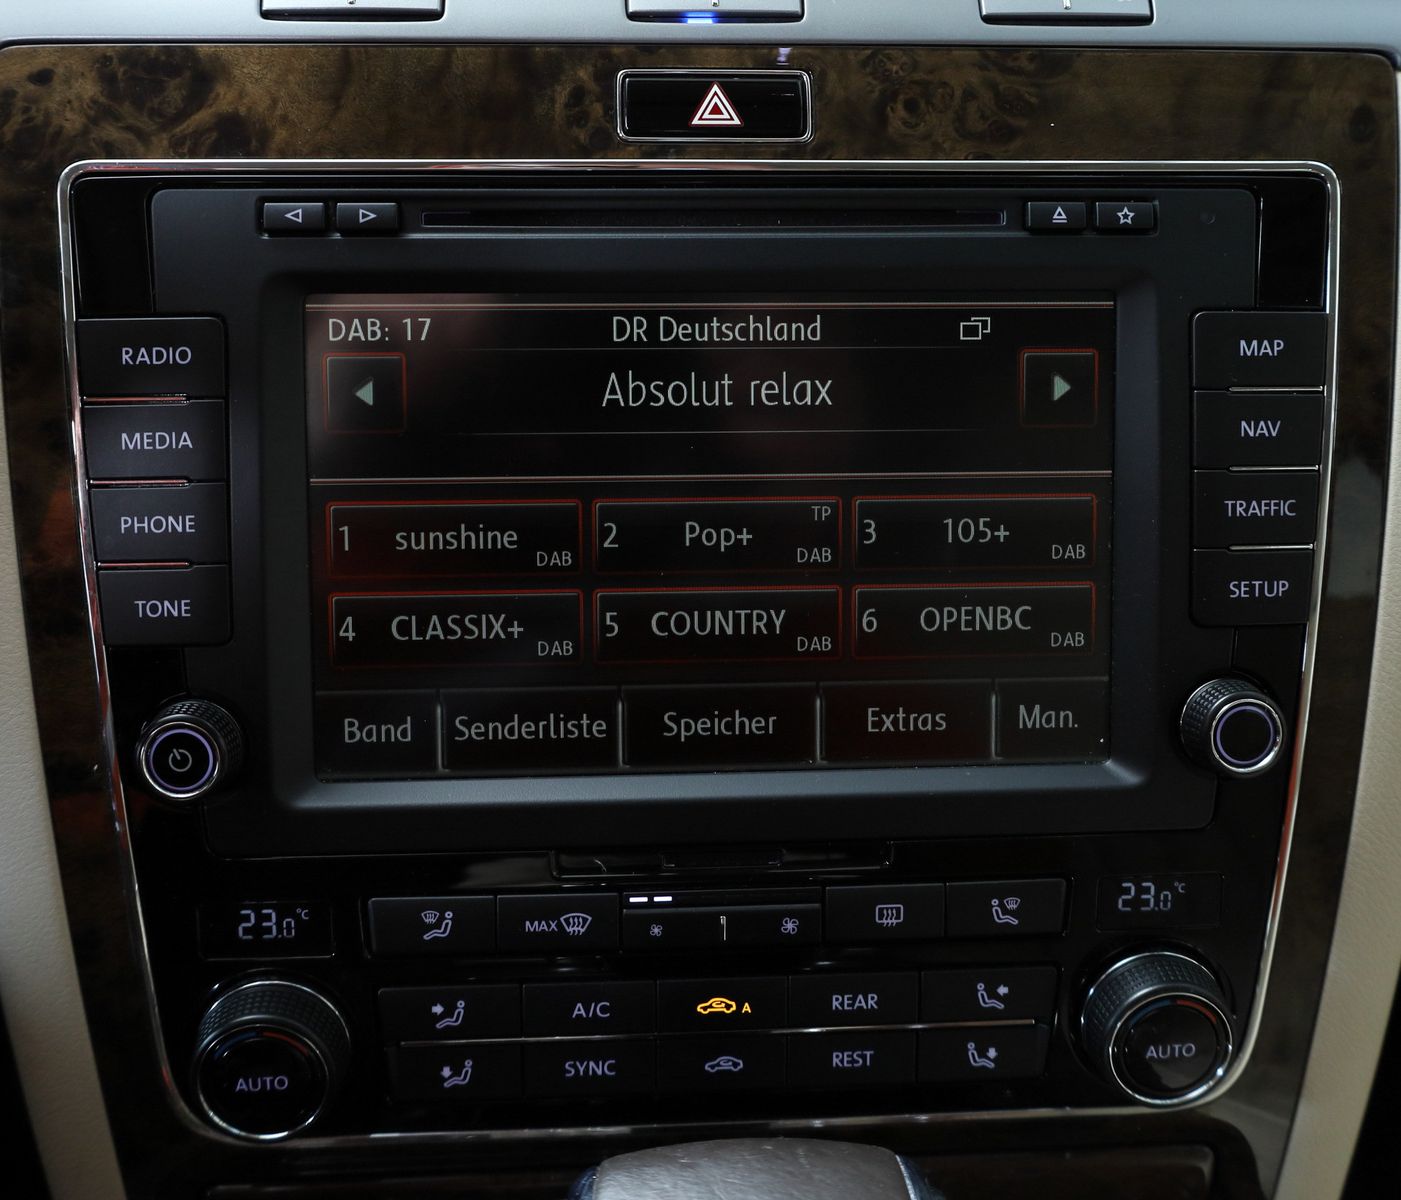 RADIO
MEDIA
PHONE
TONE
DAB: 17
DR Deutschland
Absolut relax
1 sunshine DAB
2 Pop+ TP DAB
3 105+ DAB
4 CLASSIX+ DAB
5 COUNTRY DAB
6 OPENBC DAB
Band
Senderliste
Speicher
Extras
Man.
MAP
NAV
TRAFFIC
SETUP
23.0°C
MAX
23.0°C
A/C
A
REAR
AUTO
SYNC
REST
AUTO